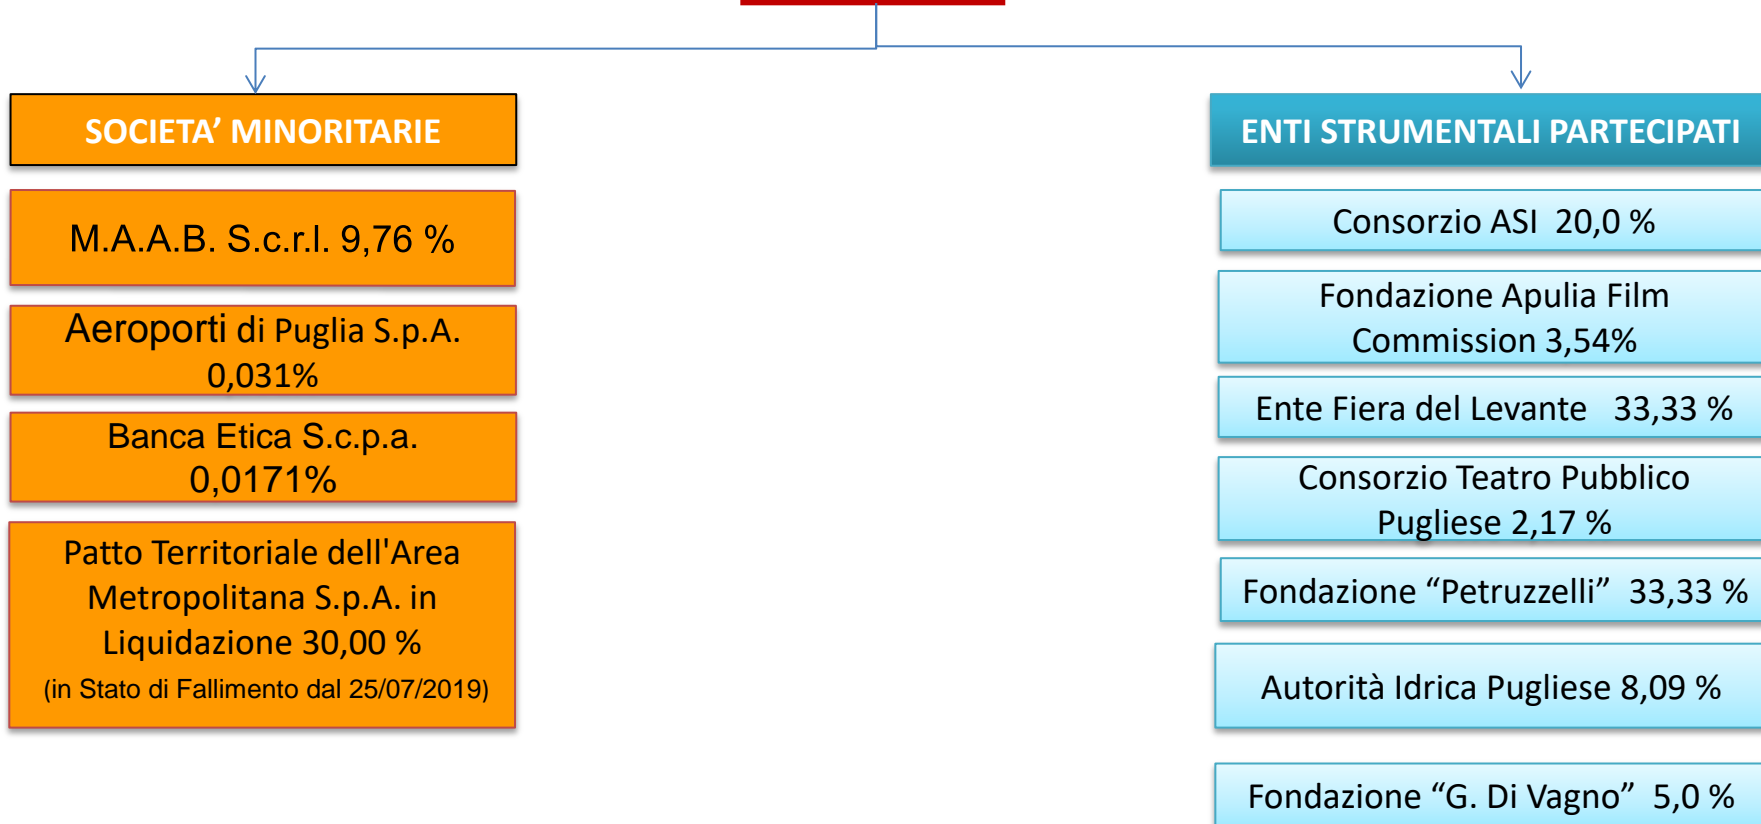 SOCIETA’ MINORITARIE
M.A.A.B. S.c.r.l. 9,76 %
Aeroporti di Puglia S.p.A.
0,031%
Banca Etica S.c.p.a.
0,0171%
Patto Territoriale dell'Area
Metropolitana S.p.A. in
Liquidazione 30,00 %
(in Stato di Fallimento dal 25/07/2019)
ENTI STRUMENTALI PARTECIPATI
Consorzio ASI 20,0 %
Fondazione Apulia Film
Commission 3,54%
Ente Fiera del Levante 33,33 %
Consorzio Teatro Pubblico
Pugliese 2,17 %
Fondazione “Petruzzelli” 33,33 %
Autorità Idrica Pugliese 8,09 %
Fondazione “G. Di Vagno” 5,0 %